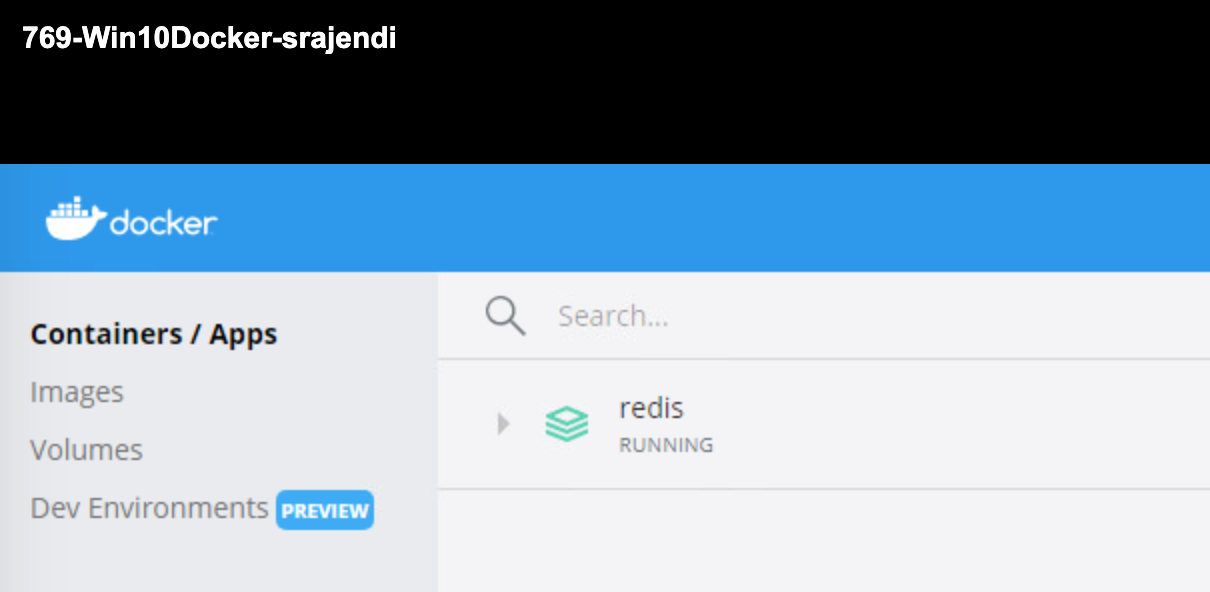 769-Win10Docker-srajendi
docker
Containers / Apps
Images
Volumes
Dev Environments PREVIEW
Search...
redis
RUNNING